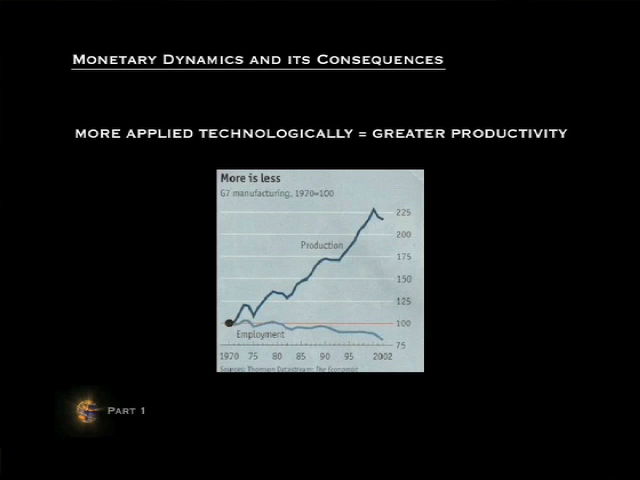 MONETARY DYNAMICS AND ITS CONSEQUENCES
MORE APPLIED TECHNOLOGICALLY = GREATER PRODUCTIVITY
More is less
G7 manufacturing, 1970=100
225
200
Production
175
150
125
100
Employment
75
1970 75 80 85 90 95 2002
Sources: Thomson Datastream; The Economist
PART 1